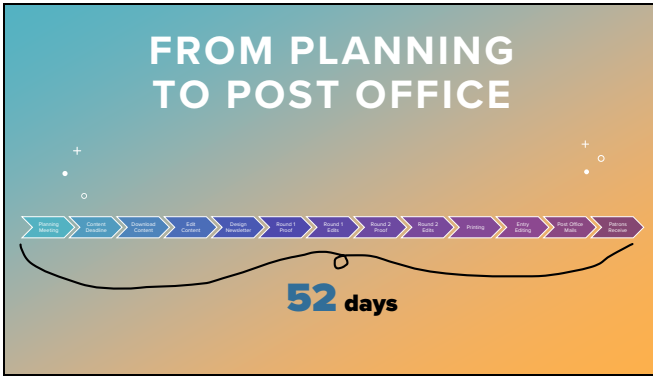 FROM PLANNING
TO POST OFFICE
Planning
Meeting
Content
Deadline
Download
Content
Edit
Content
Design
Newsletter
Round 1
Proof
Round 1
Edits
Round 2
Proof
Round 2
Edits
Printing
Entry
Editing
Post Office
Mails
Patrons
Receive
52 days